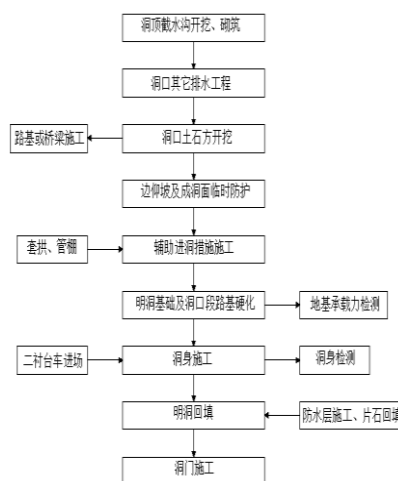 洞顶截水沟开挖、砌筑
洞口其它排水工程
路基或桥梁施工
洞口土石方开挖
边仰坡及成洞面临时防护
套拱、管棚
辅助进洞措施施工
明洞基础及洞口段路基硬化
地基承载力检测
二衬台车进场
洞身施工
洞身检测
明洞回填
防水层施工、片石回填
洞门施工